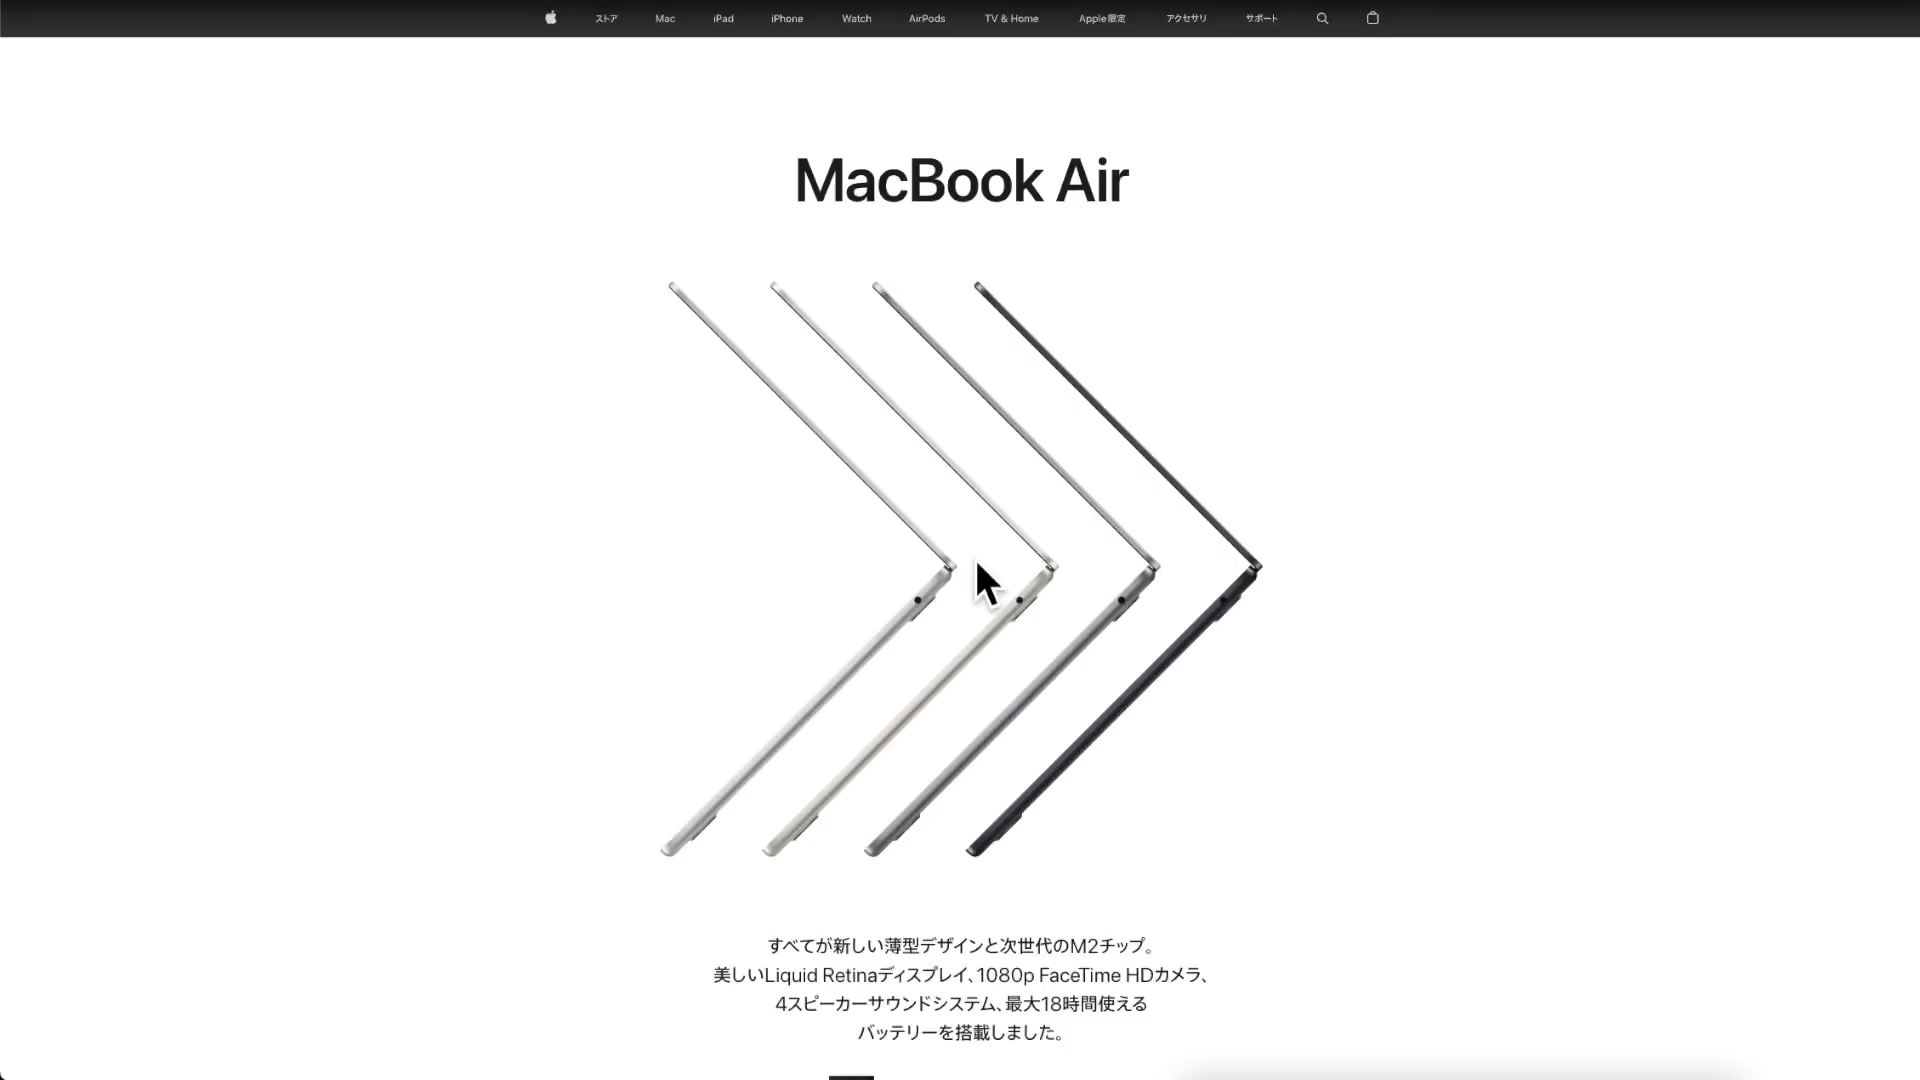 ストア Mac iPad iPhone Watch AirPods TV & Home Apple限定 アクセサリ サポート
MacBook Air
すべてが新しい薄型デザインと次世代のM2チップ。
美しいLiquid Retinaディスプレイ、1080p FaceTime HDカメラ、
4スピーカーサウンドシステム、最大18時間使える
バッテリーを搭載しました。